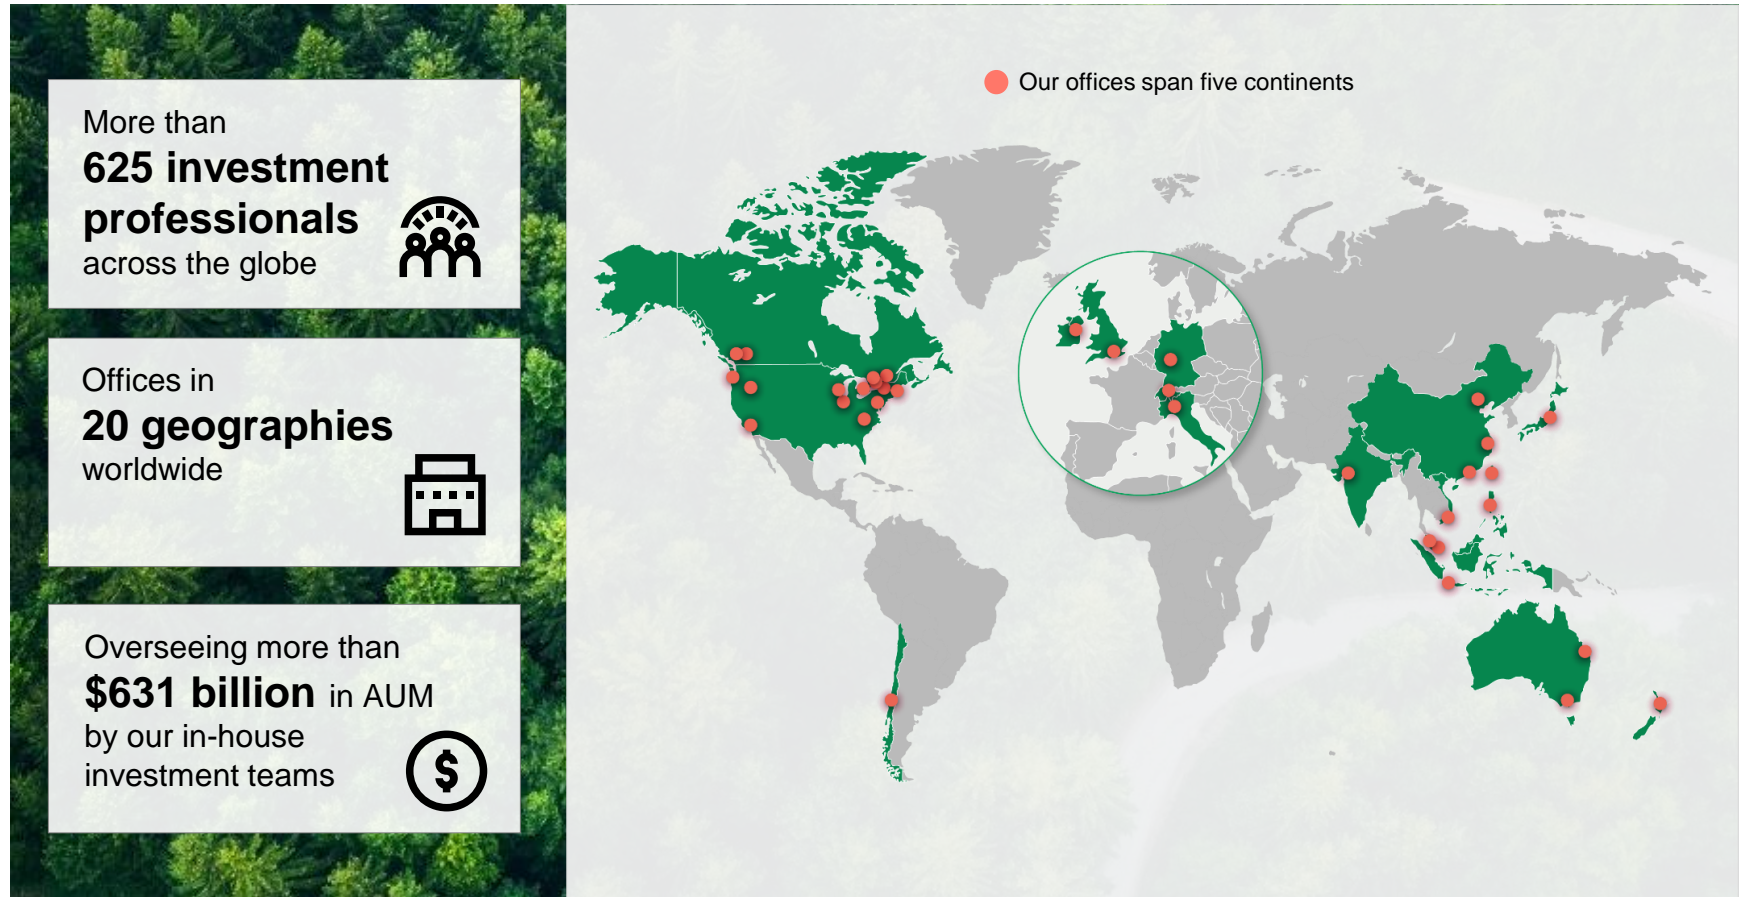 More than
625 investment
professionals
across the globe
Offices in
20 geographies
worldwide
Overseeing more than
$631 billion in AUM
by our in-house
investment teams
$
Our offices span five continents